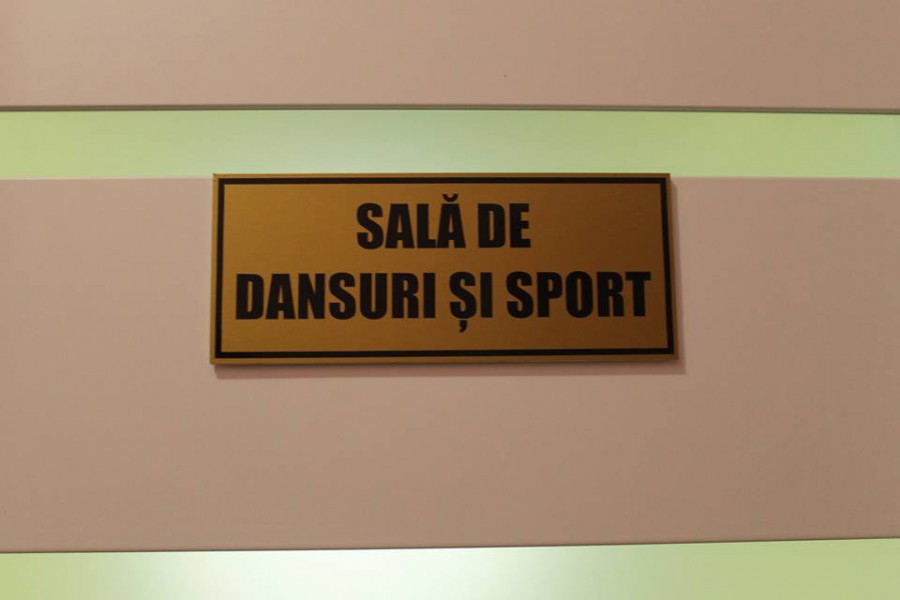 SALĂ DE
DANSURI ȘI SPORT